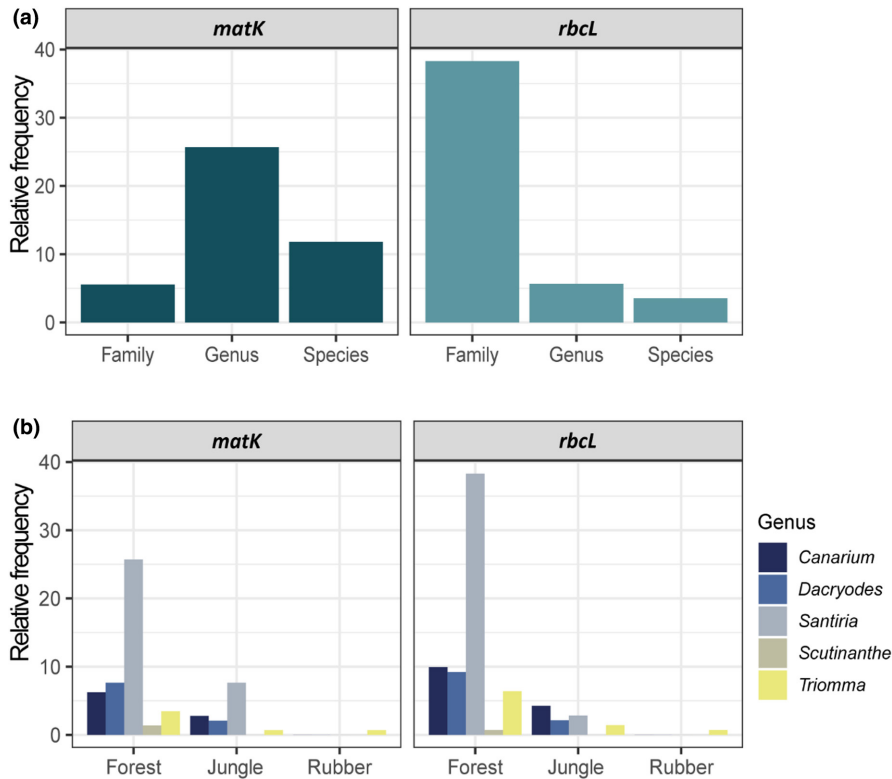 (a)
matK
rbcL
Relative frequency
40
30
20
10
0
Family
Genus
Species
Family
Genus
Species
(b)
matK
rbcL
Relative frequency
40
30
20
10
0
Forest
Jungle
Rubber
Forest
Jungle
Rubber
Genus
Canarium
Dacryodes
Santiria
Scutinanthe
Triomma